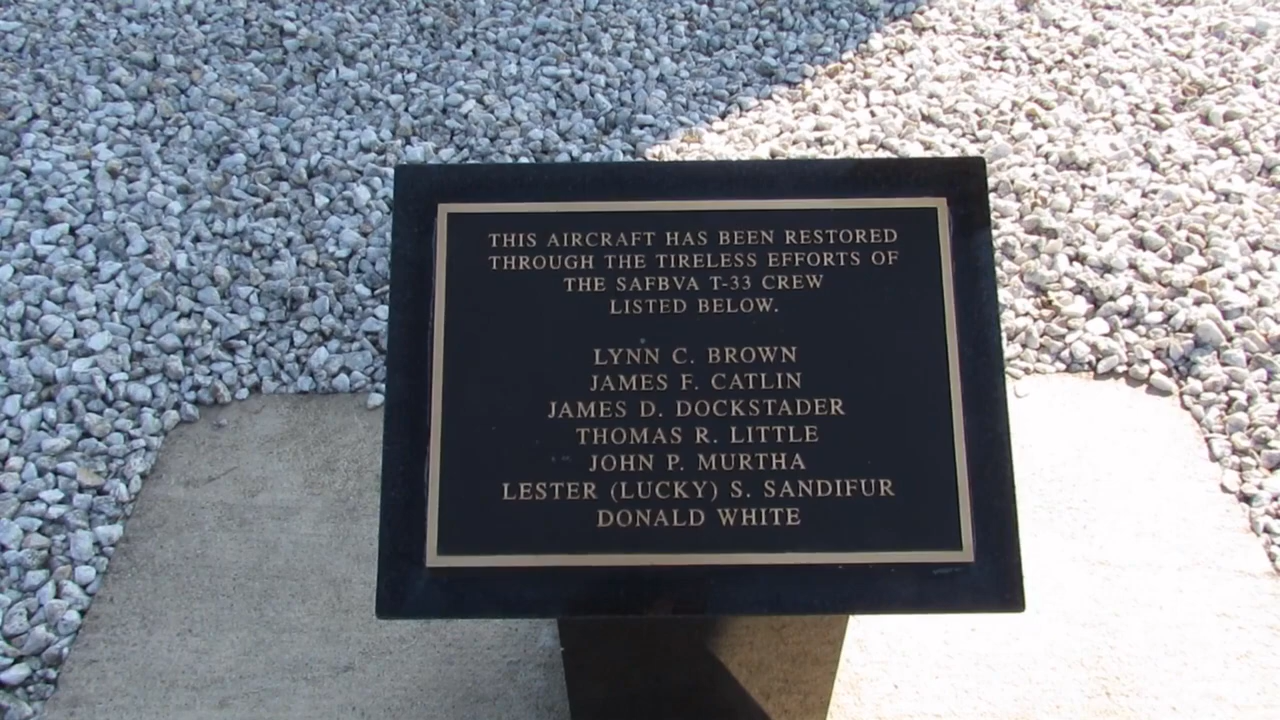 THIS AIRCRAFT HAS BEEN RESTORED
THROUGH THE TIRELESS EFFORTS OF
THE SAFBVA T-33 CREW
LISTED BELOW.
LYNN C. BROWN
JAMES F. CATLIN
JAMES D. DOCKSTADER
THOMAS R. LITTLE
JOHN P. MURTHA
LESTER (LUCKY) S. SANDIFUR
DONALD WHITE